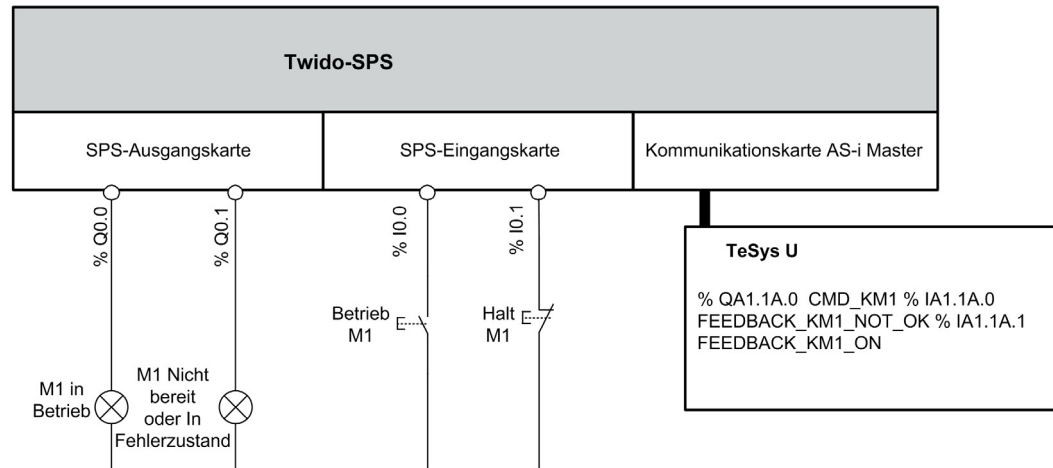 Twido-SPS
SPS-Ausgangskarte
SPS-Eingangskarte
Kommunikationskarte AS-i Master
% Q0.0
% Q0.1
% I0.0
% I0.1
TeSys U
% QA1.1A.0 CMD_KM1 % IA1.1A.0
FEEDBACK_KM1_NOT_OK % IA1.1A.1
FEEDBACK_KM1_ON
Betrieb
M1
Halt
M1
M1 in
Betrieb
M1 Nicht
bereit
oder In
Fehlerzustand